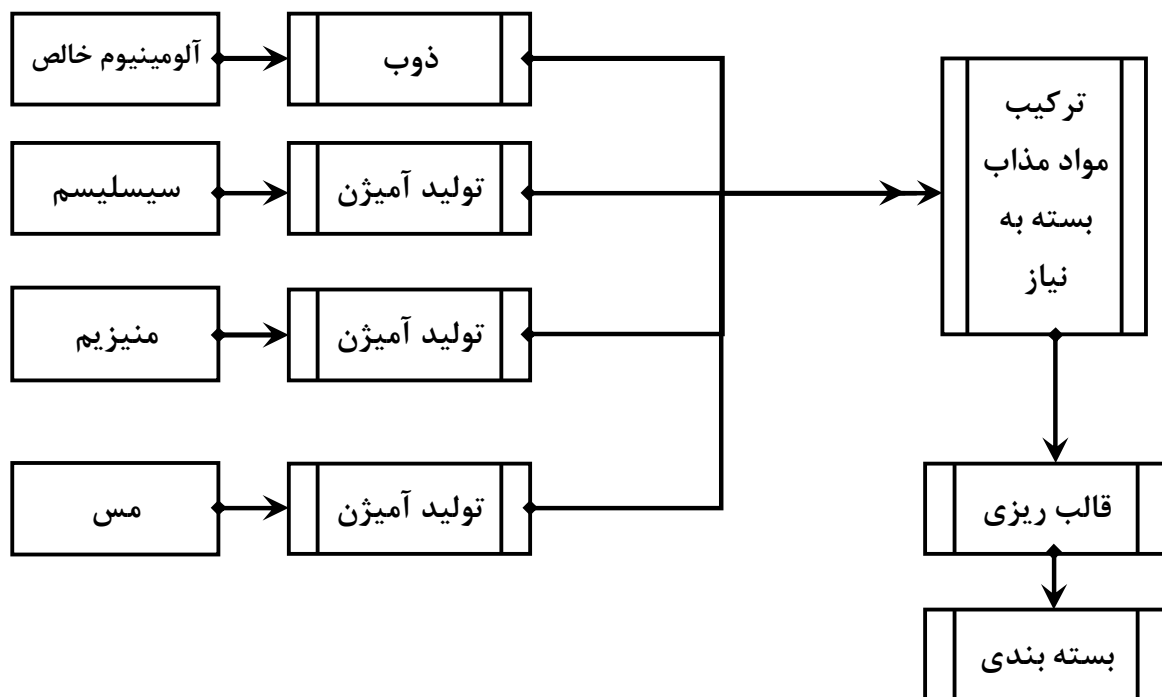 آلومینیوم خالص
ذوب
سیسلیسم
تولید آمیژن
منیزیم
تولید آمیژن
مس
تولید آمیژن
ترکیب
مواد مذاب
بسته به
نیاز
قالب ریزی
بسته بندی